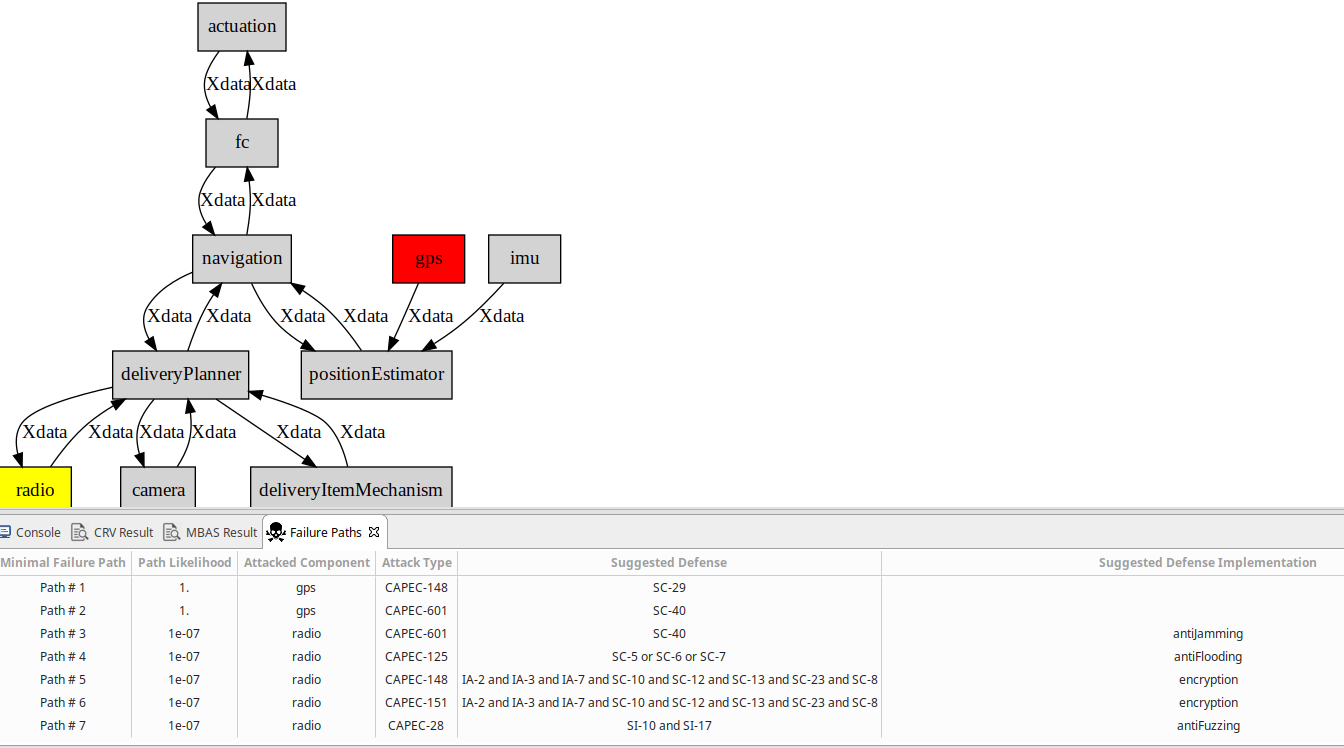 actuation
Xdata Xdata
fc
Xdata Xdata
navigation gps imu
Xdata Xdata Xdata Xdata Xdata Xdata
deliveryPlanner positionEstimator
Xdata Xdata Xdata Xdata Xdata Xdata
radio camera deliveryItemMechanism
Console CRV Result MBAS Result Failure Paths
Minimal Failure Path Path Likelihood Attacked Component Attack Type Suggested Defense Suggested Defense Implementation
Path # 1 1. gps CAPEC-148 SC-29
Path # 2 1. gps CAPEC-601 SC-40
Path # 3 1e-07 radio CAPEC-601 SC-40 antiJamming
Path # 4 1e-07 radio CAPEC-125 SC-5 or SC-6 or SC-7 antiFlooding
Path # 5 1e-07 radio CAPEC-148 IA-2 and IA-3 and IA-7 and SC-10 and SC-12 and SC-13 and SC-23 and SC-8 encryption
Path # 6 1e-07 radio CAPEC-151 IA-2 and IA-3 and IA-7 and SC-10 and SC-12 and SC-13 and SC-23 and SC-8 encryption
Path # 7 1e-07 radio CAPEC-28 SI-10 and SI-17 antiFuzzing